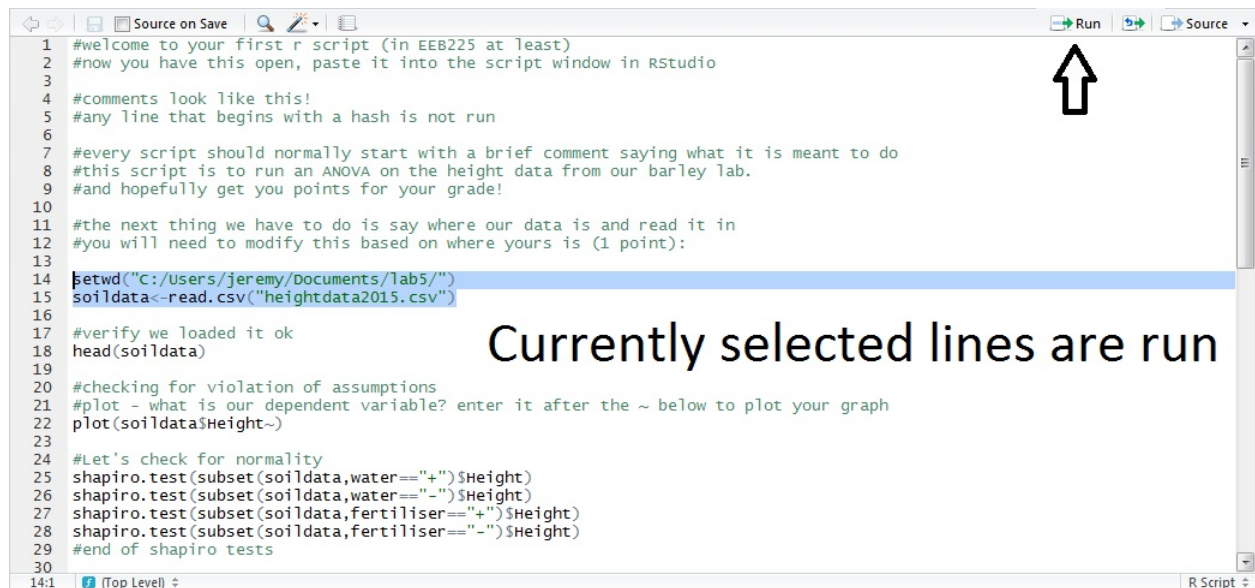 Source on Save
Run
Source
1 #welcome to your first r script (in EEB225 at least)
2 #now you have this open, paste it into the script window in RStudio
3
4 #comments look like this!
5 #any line that begins with a hash is not run
6
7 #every script should normally start with a brief comment saying what it is meant to do
8 #this script is to run an ANOVA on the height data from our barley lab.
9 #and hopefully get you points for your grade!
10
11 #the next thing we have to do is say where our data is and read it in
12 #you will need to modify this based on where yours is (1 point):
13
14 setwd("C:/Users/jeremy/Documents/lab5/")
15 soildata<-read.csv("heightdata2015.csv")
16
17 #verify we loaded it ok
18 head(soildata)
Currently selected lines are run
19
20 #checking for violation of assumptions
21 #plot - what is our dependent variable? enter it after the ~ below to plot your graph
22 plot(soildata$Height~)
23
24 #Let's check for normality
25 shapiro.test(subset(soildata,water=="+")$Height)
26 shapiro.test(subset(soildata,water=="-")$Height)
27 shapiro.test(subset(soildata,fertiliser=="+")$Height)
28 shapiro.test(subset(soildata,fertiliser=="-")$Height)
29 #end of shapiro tests
30
14:1 (Top Level) R Script